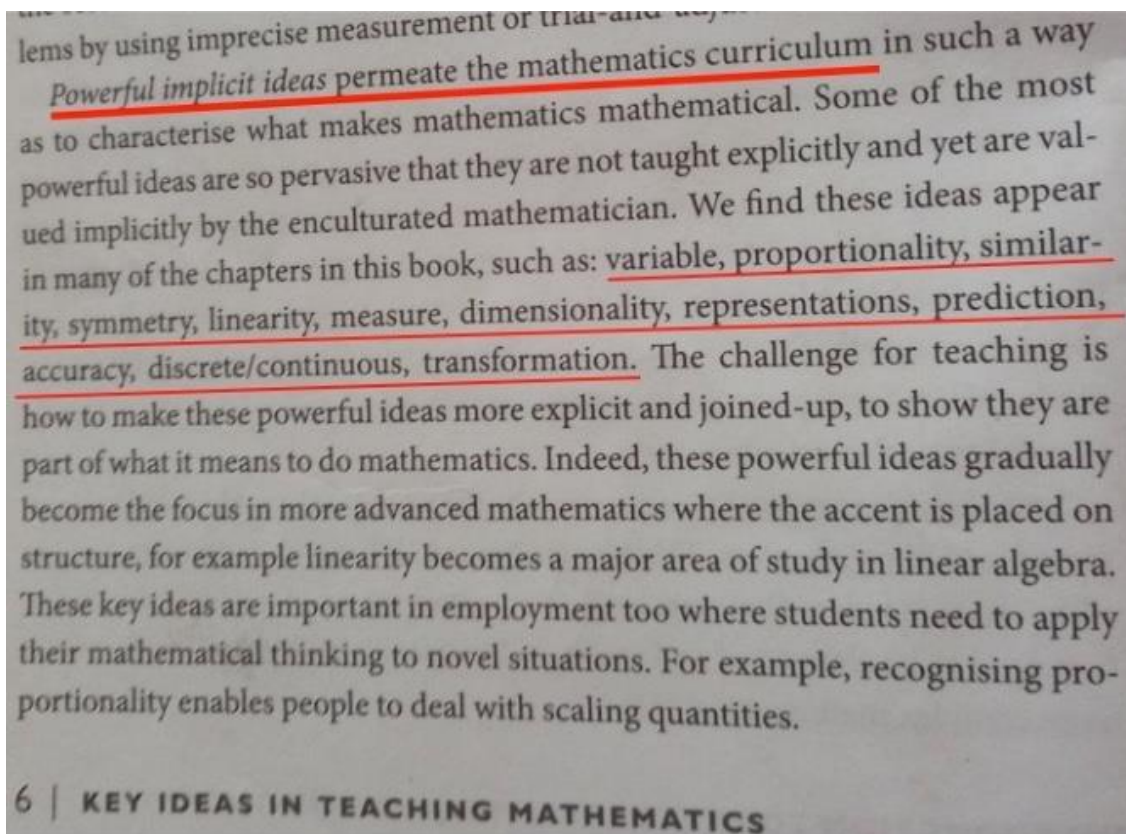 lems by using imprecise measurement or trial-and
Powerful implicit ideas permeate the mathematics curriculum in such a way
as to characterise what makes mathematics mathematical. Some of the most
powerful ideas are so pervasive that they are not taught explicitly and yet are val-
ued implicitly by the enculturated mathematician. We find these ideas appear
in many of the chapters in this book, such as: variable, proportionality, similar-
ity, symmetry, linearity, measure, dimensionality, representations, prediction,
accuracy, discrete/continuous, transformation. The challenge for teaching is
how to make these powerful ideas more explicit and joined-up, to show they are
part of what it means to do mathematics. Indeed, these powerful ideas gradually
become the focus in more advanced mathematics where the accent is placed on
structure, for example linearity becomes a major area of study in linear algebra.
These key ideas are important in employment too where students need to apply
their mathematical thinking to novel situations. For example, recognising pro-
portionality enables people to deal with scaling quantities.
6 | KEY IDEAS IN TEACHING MATHEMATICS